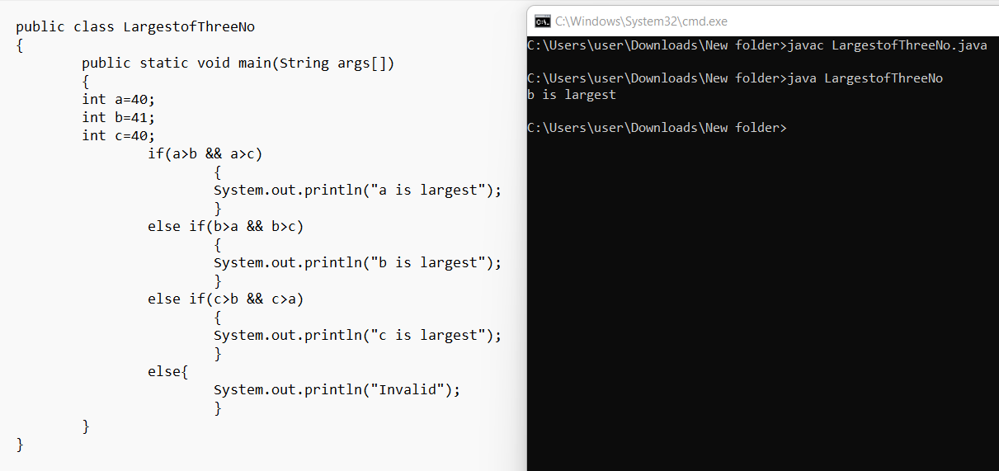 public class LargestofThreeNo
{
public static void main(String args[])
{
int a=40;
int b=41;
int c=40;
if(a>b && a>c)
{
System.out.println("a is largest");
}
else if(b>a && b>c)
{
System.out.println("b is largest");
}
else if(c>b && c>a)
{
System.out.println("c is largest");
}
else{
System.out.println("Invalid");
}
}
}
C:\Windows\System32\cmd.exe
C:\Users\user\Downloads\New folder>javac LargestofThreeNo.java
C:\Users\user\Downloads\New folder>java LargestofThreeNo
b is largest
C:\Users\user\Downloads\New folder>